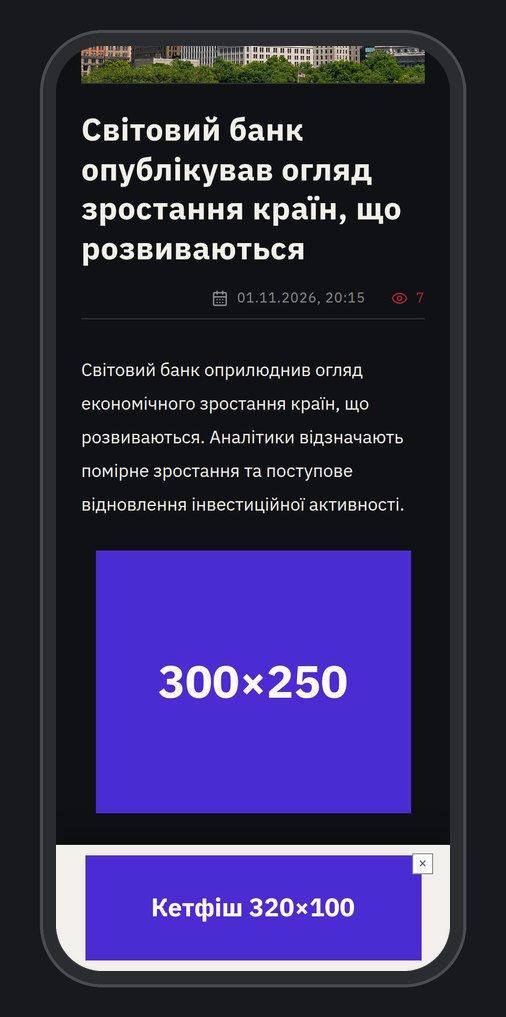 Світовий банк
опублікував огляд
зростання країн, що
розвиваються
01.11.2026, 20:15 7
Світовий банк оприлюднив огляд
економічного зростання країн, що
розвиваються. Аналітики відзначають
помірне зростання та поступове
відновлення інвестиційної активності.
300×250
×
Кетфіш 320×100